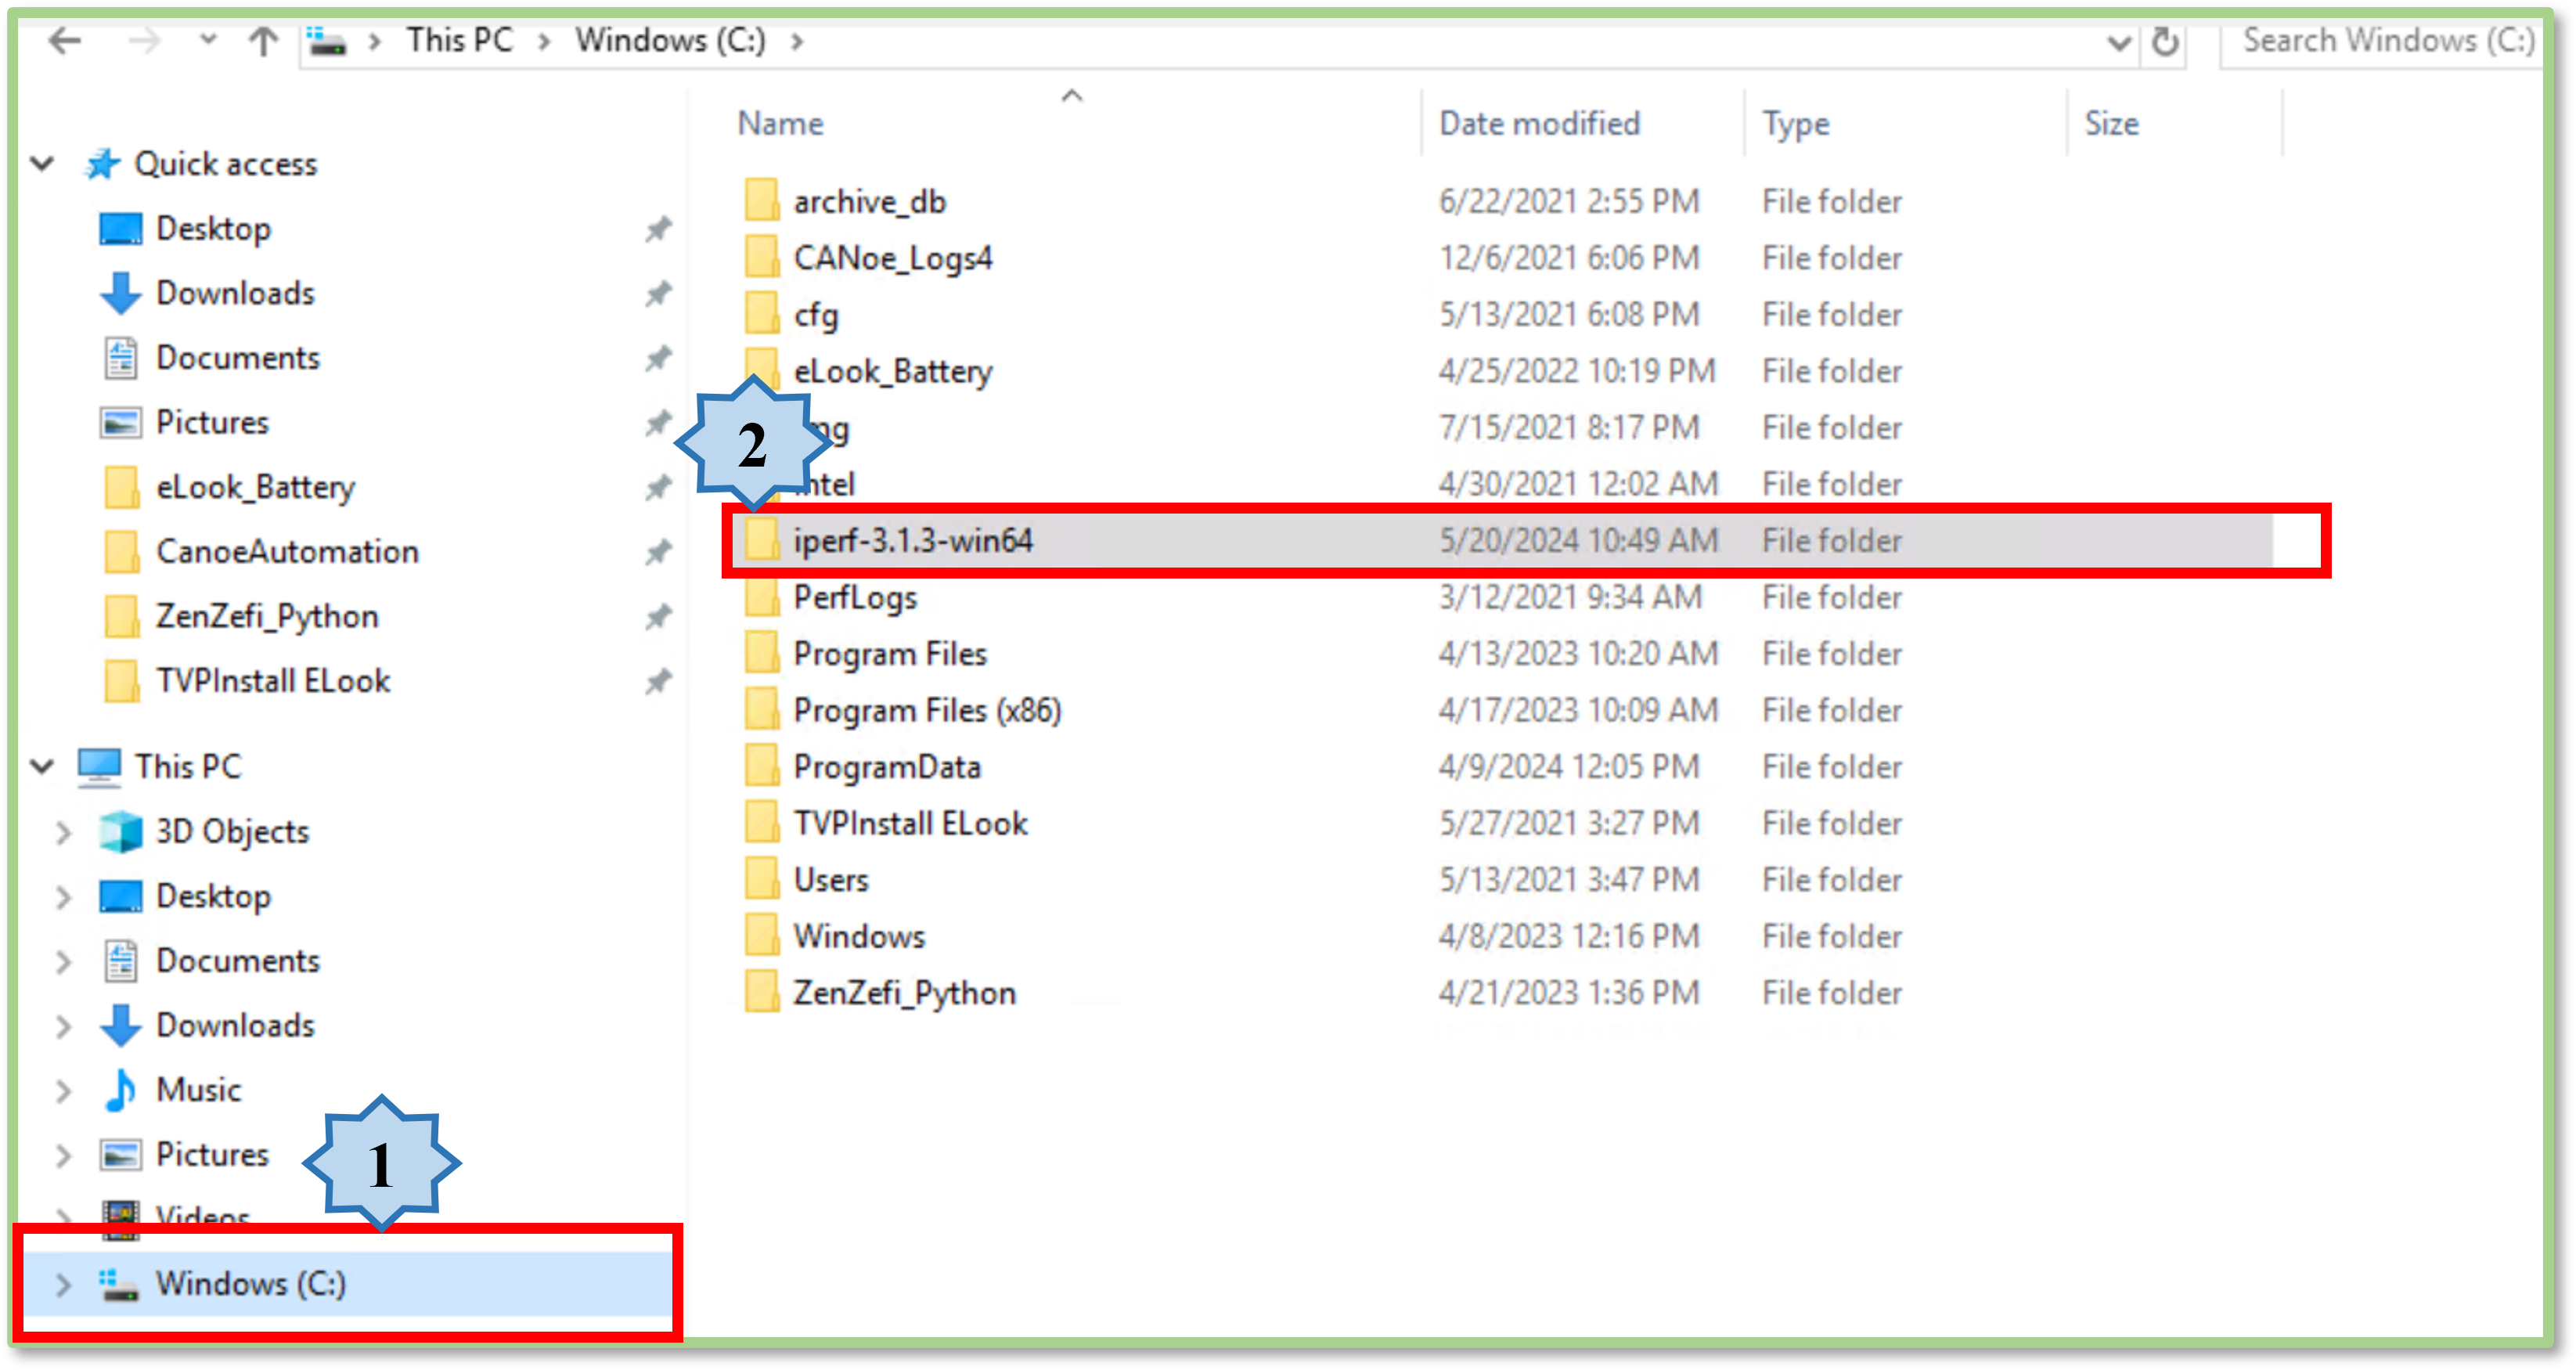 This PC > Windows (C:) >
Search Windows (C:)
Quick access
Desktop
Downloads
Documents
Pictures
eLook_Battery
CanoeAutomation
ZenZefi_Python
TVPInstall ELook
This PC
3D Objects
Desktop
Documents
Downloads
Music
Pictures
Videos
Windows (C:)
1
Name Date modified Type Size
archive_db 6/22/2021 2:55 PM File folder
CANoe_Logs4 12/6/2021 6:06 PM File folder
cfg 5/13/2021 6:08 PM File folder
eLook_Battery 4/25/2022 10:19 PM File folder
2
7/15/2021 8:17 PM File folder
Intel 4/30/2021 12:02 AM File folder
iperf-3.1.3-win64 5/20/2024 10:49 AM File folder
PerfLogs 3/12/2021 9:34 AM File folder
Program Files 4/13/2023 10:20 AM File folder
Program Files (x86) 4/17/2023 10:09 AM File folder
ProgramData 4/9/2024 12:05 PM File folder
TVPInstall ELook 5/27/2021 3:27 PM File folder
Users 5/13/2021 3:47 PM File folder
Windows 4/8/2023 12:16 PM File folder
ZenZefi_Python 4/21/2023 1:36 PM File folder